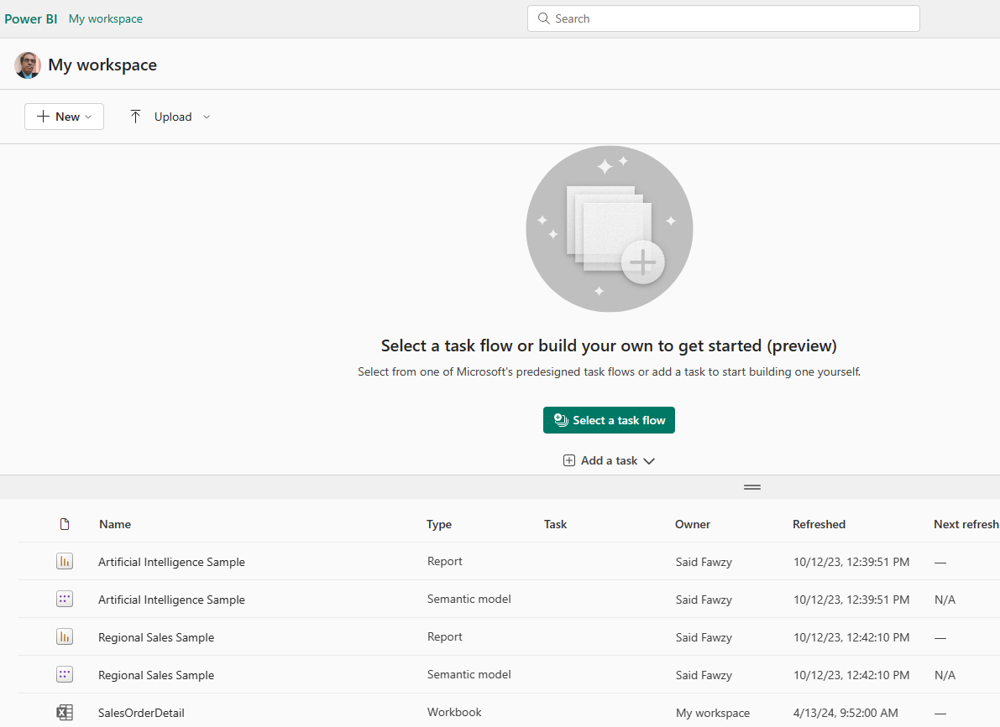 Power BI My workspace Search
My workspace
New Upload
Select a task flow or build your own to get started (preview)
Select from one of Microsoft's predesigned task flows or add a task to start building one yourself.
Select a task flow
Add a task
Name Type Task Owner Refreshed Next refresh
Artificial Intelligence Sample Report Said Fawzy 10/12/23, 12:39:51 PM —
Artificial Intelligence Sample Semantic model Said Fawzy 10/12/23, 12:39:51 PM N/A
Regional Sales Sample Report Said Fawzy 10/12/23, 12:42:10 PM —
Regional Sales Sample Semantic model Said Fawzy 10/12/23, 12:42:10 PM N/A
SalesOrderDetail Workbook My workspace 4/13/24, 9:52:00 AM —